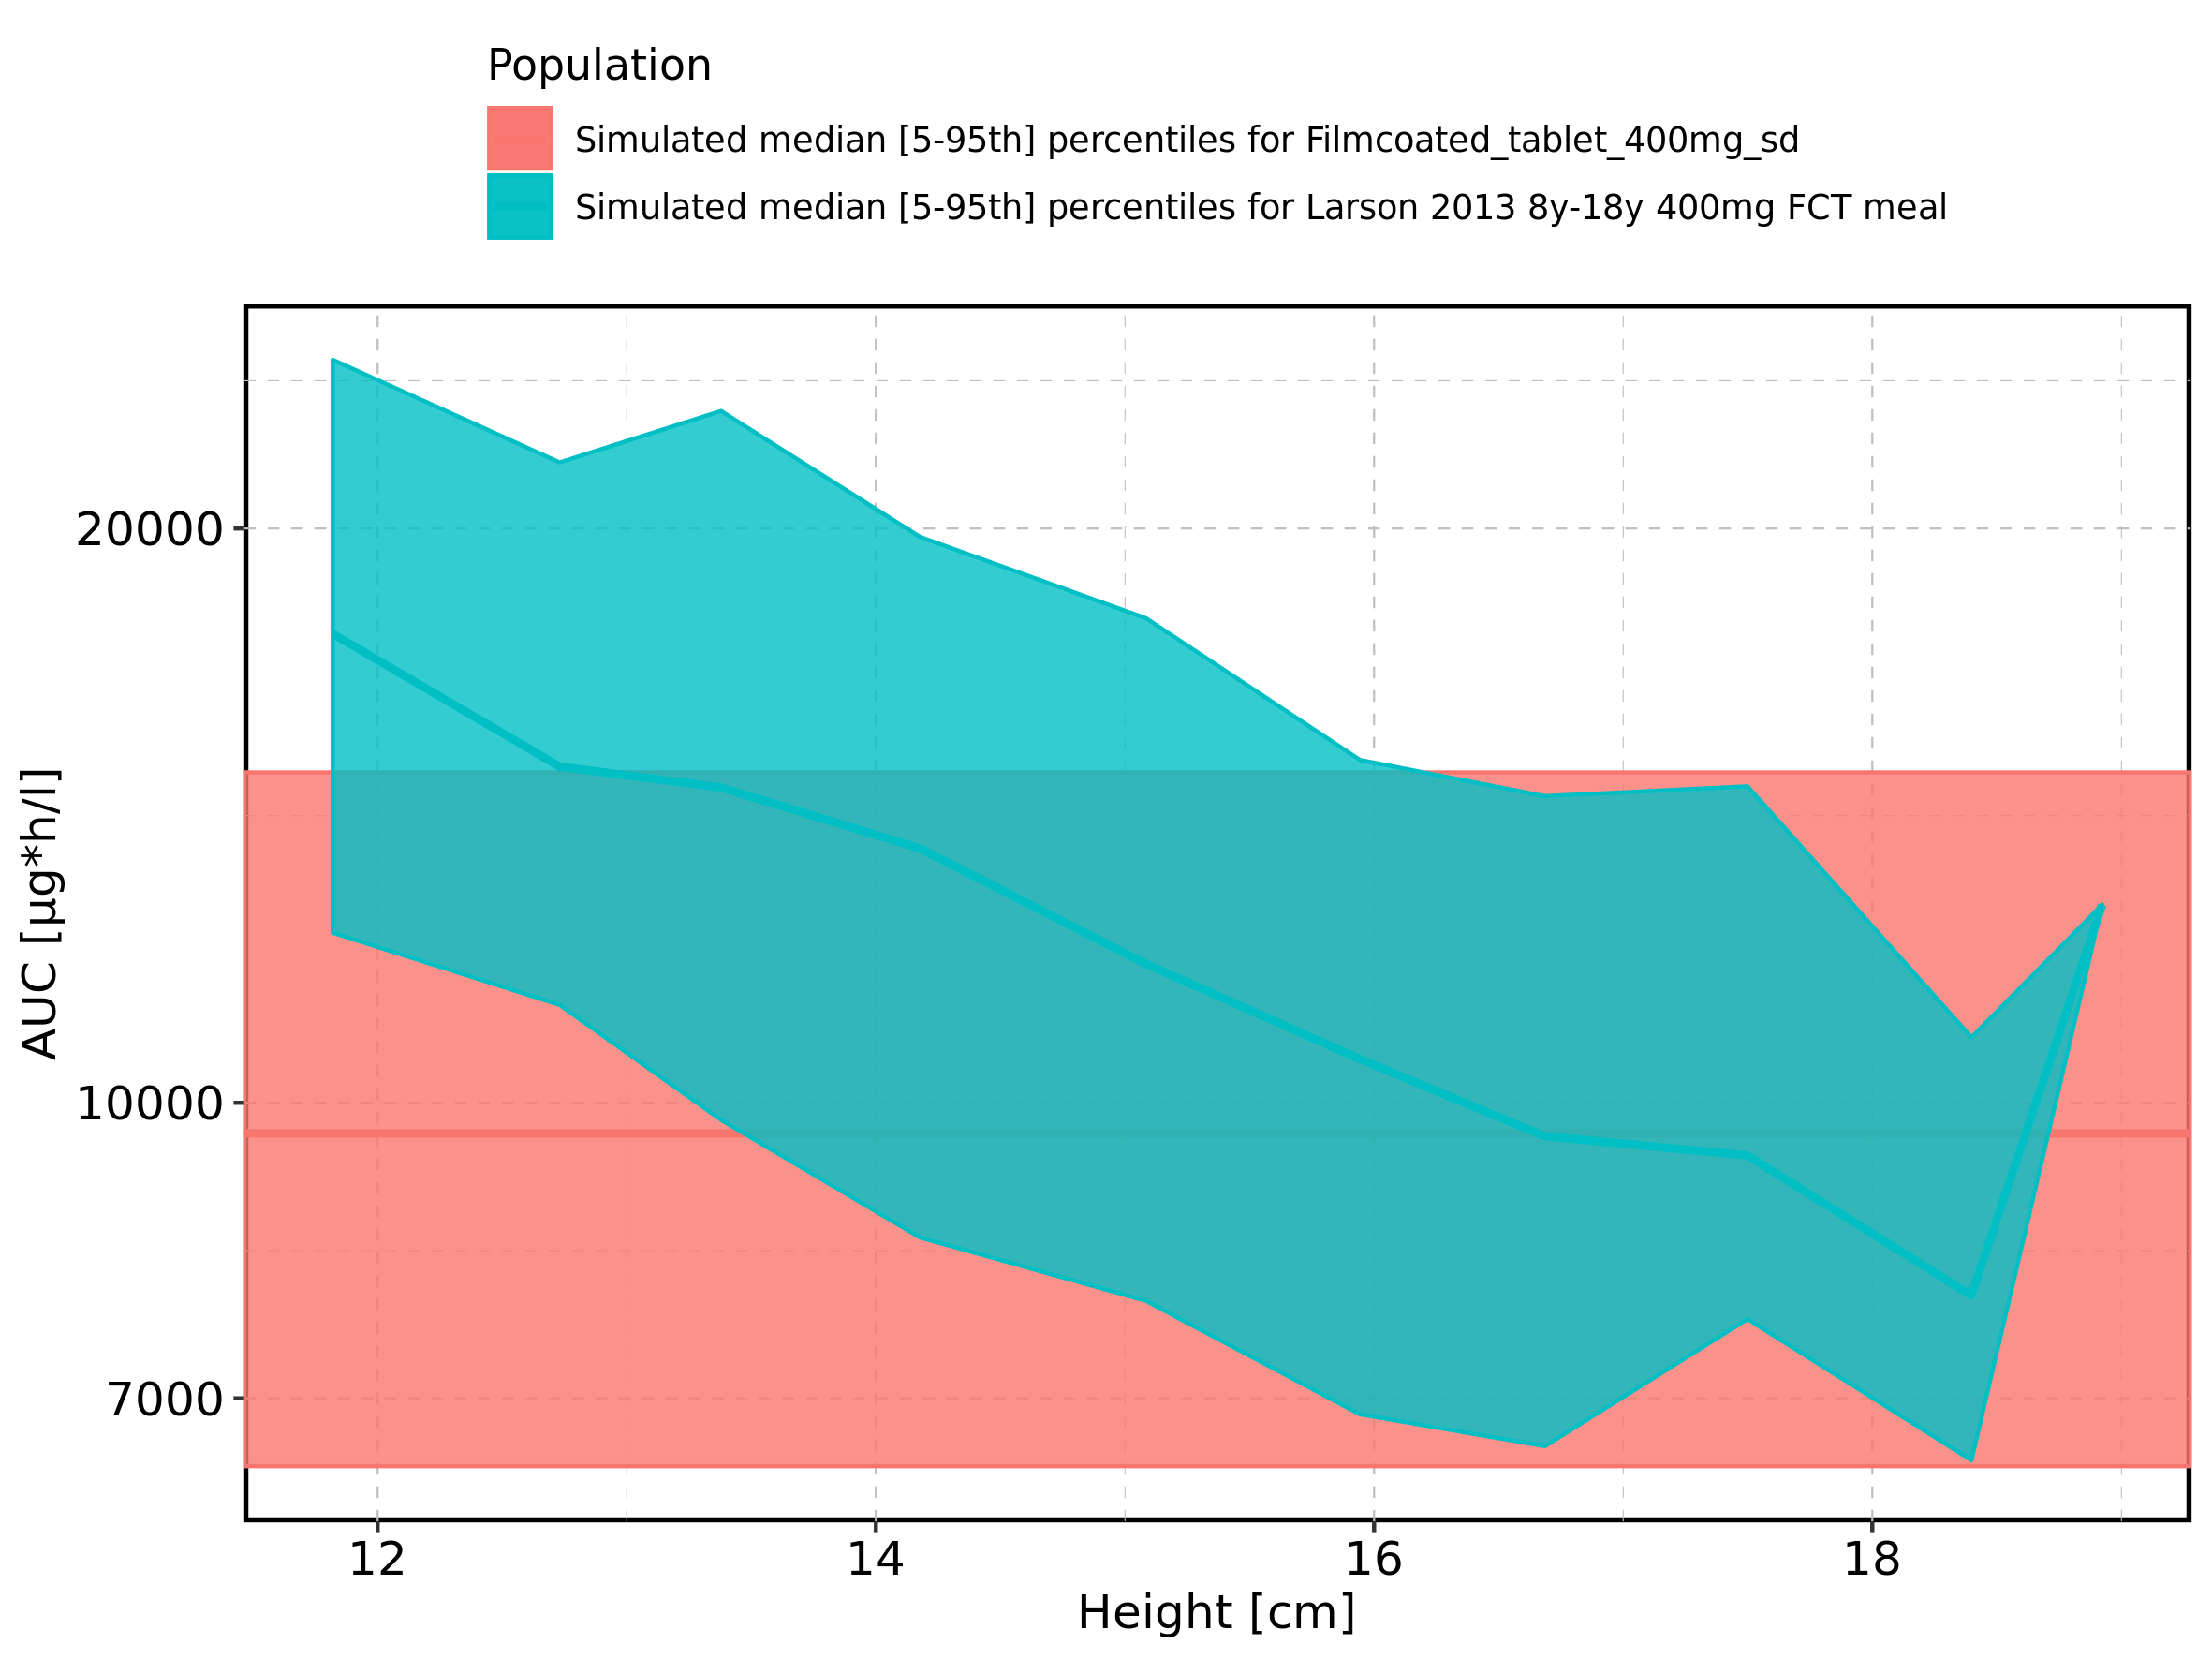 Population
Simulated median [5-95th] percentiles for Filmcoated_tablet_400mg_sd
Simulated median [5-95th] percentiles for Larson 2013 8y-18y 400mg FCT meal
AUC [µg*h/l]
20000
10000
7000
12 14 16 18
Height [cm]